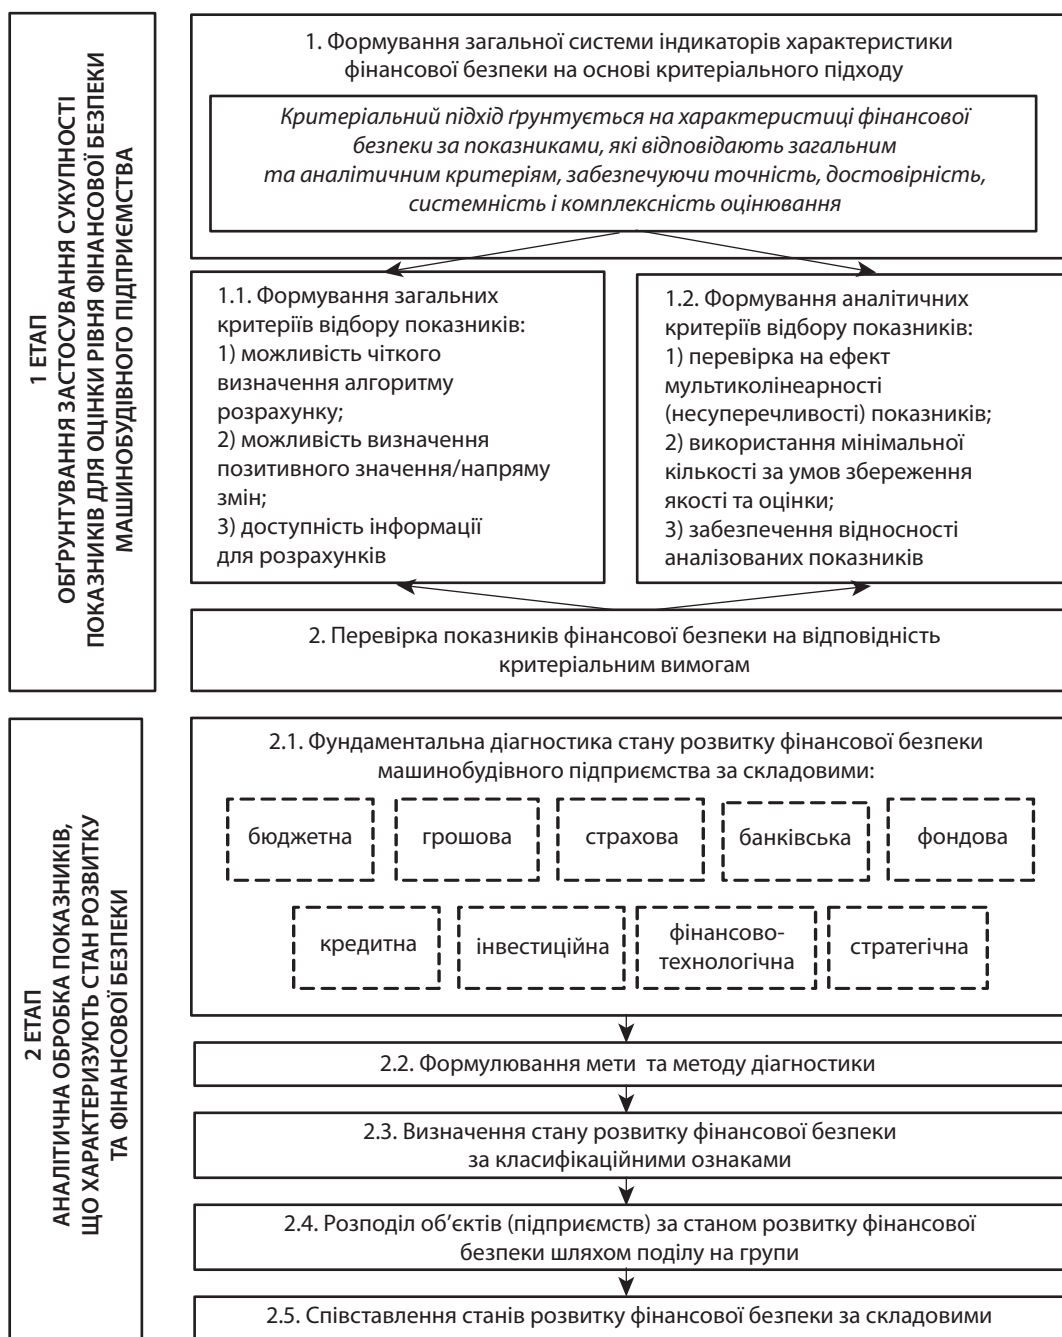 1 ЕТАП
ОБҐРУНТУВАННЯ ЗАСТОСУВАННЯ СУКУПНОСТІ
ПОКАЗНИКІВ ДЛЯ ОЦІНКИ РІВНЯ ФІНАНСОВОЇ БЕЗПЕКИ
МАШИНОБУДІВНОГО ПІДПРИЄМСТВА
1. Формування загальної системи індикаторів характеристики
фінансової безпеки на основі критеріального підходу
Критеріальний підхід ґрунтується на характеристиці фінансової
безпеки за показниками, які відповідають загальним
та аналітичним критеріям, забезпечуючи точність, достовірність,
системність і комплексність оцінювання
1.1. Формування загальних
критеріїв відбору показників:
1) можливість чіткого
визначення алгоритму
розрахунку;
2) можливість визначення
позитивного значення/напряму
змін;
3) доступність інформації
для розрахунків
1.2. Формування аналітичних
критеріїв відбору показників:
1) перевірка на ефект
мультиколінеарності
(несуперечливості) показників;
2) використання мінімальної
кількості за умов збереження
якості та оцінки;
3) забезпечення відносності
аналізованих показників
2. Перевірка показників фінансової безпеки на відповідність
критеріальним вимогам
2 ЕТАП
АНАЛІТИЧНА ОБРОБКА ПОКАЗНИКІВ,
ЩО ХАРАКТЕРИЗУЮТЬ СТАН РОЗВИТКУ
ТА ФІНАНСОВОЇ БЕЗПЕКИ
2.1. Фундаментальна діагностика стану розвитку фінансової безпеки
машинобудівного підприємства за складовими:
бюджетна
грошова
страхова
банківська
фондова
кредитна
інвестиційна
фінансово-
технологічна
стратегічна
2.2. Формулювання мети та методу діагностики
2.3. Визначення стану розвитку фінансової безпеки
за класифікаційними ознаками
2.4. Розподіл об’єктів (підприємств) за станом розвитку фінансової
безпеки шляхом поділу на групи
2.5. Співставлення станів розвитку фінансової безпеки за складовими